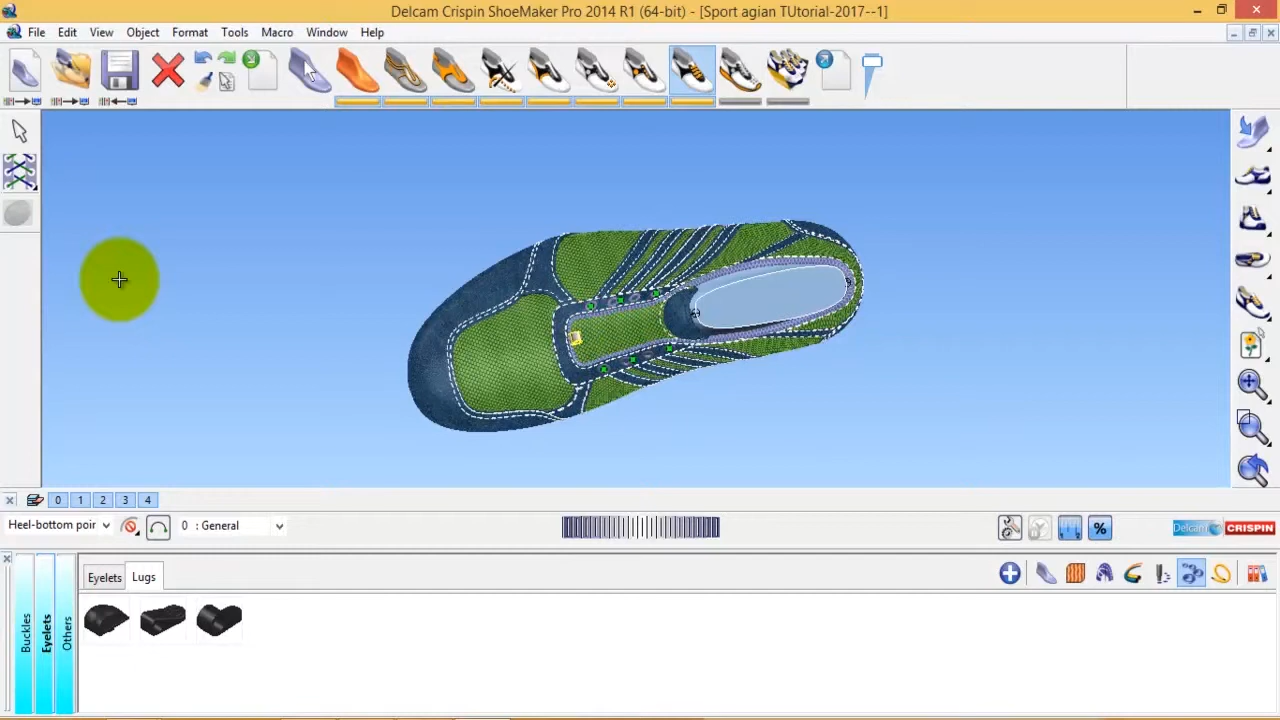 Delcam Crispin ShoeMaker Pro 2014 R1 (64-bit) - [Sport agian TUtorial-2017--1]
File Edit View Object Format Tools Macro Window Help
0 1 2 3 4
Heel-bottom poir 0 : General % Delcam CRISPIN
Eyelets Lugs
Buckles
Eyelets
Others